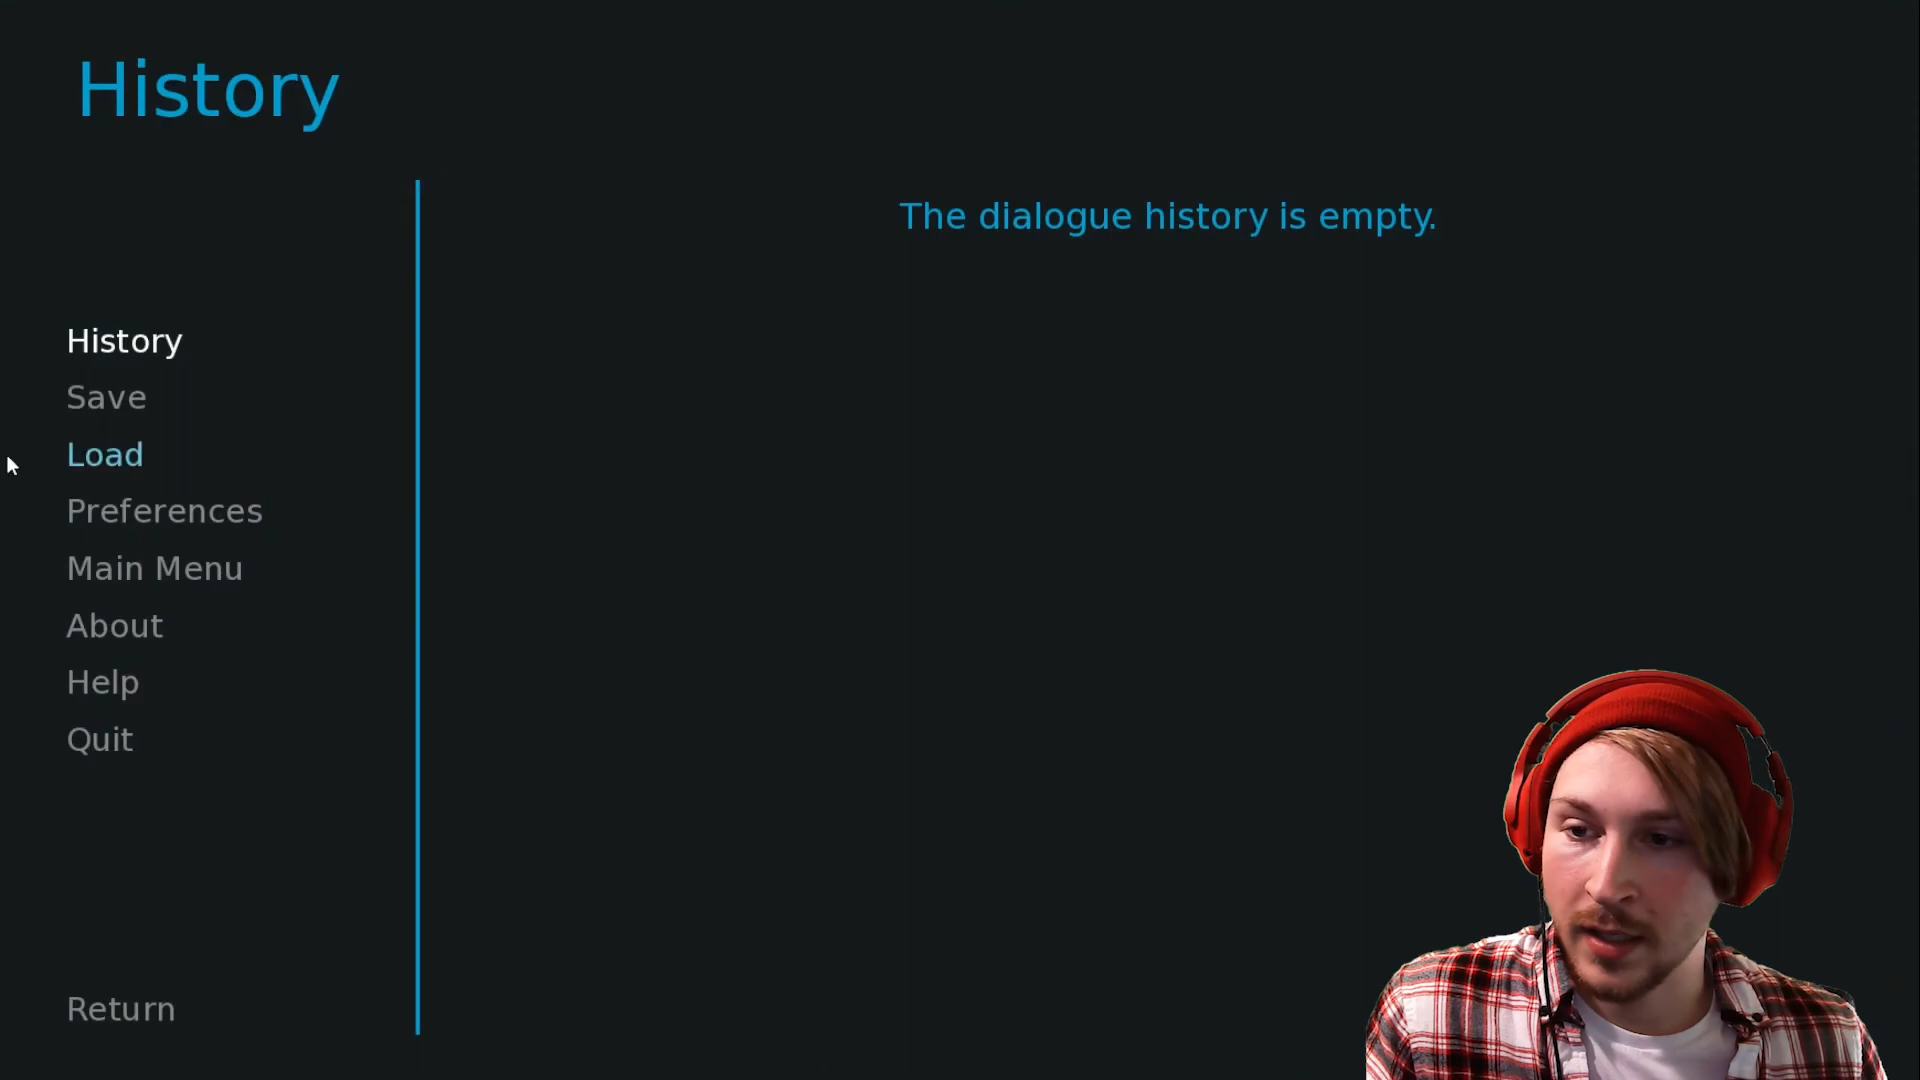 History
The dialogue history is empty.
History
Save
Load
Preferences
Main Menu
About
Help
Quit
Return